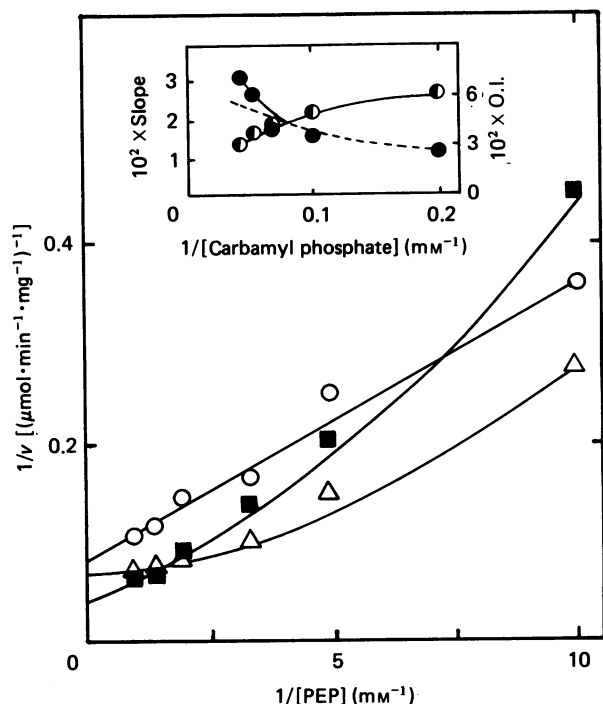 10² × Slope
3
2
1
6
3
0
10² × O.I.
0
0.1
0.2
1/[Carbamyl phosphate] (mM⁻¹)
0.4
0.2
1/v [(μmol·min⁻¹·mg⁻¹)⁻¹]
0
5
10
1/[PEP] (mM⁻¹)